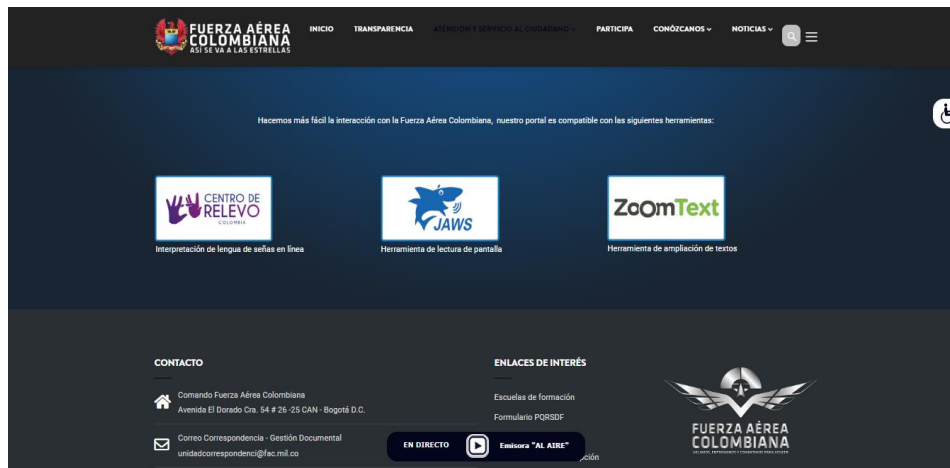 FUERZA AÉREA
COLOMBIANA
ASÍ SE VA A LAS ESTRELLAS
INICIO
TRANSPARENCIA
ATENCIÓN Y SERVICIO AL CIUDADANO
PARTICIPA
CONÓZCANOS
NOTICIAS
Hacemos más fácil la interacción con la Fuerza Aérea Colombiana, nuestro portal es compatible con las siguientes herramientas:
CENTRO DE
RELEVO
COLOMBIA
JAWS
ZoomText
Interpretación de lengua de señas en línea
Herramienta de lectura de pantalla
Herramienta de ampliación de textos
CONTACTO
Comando Fuerza Aérea Colombiana
Avenida El Dorado Cra. 54 # 26 -25 CAN - Bogotá D.C.
Correo Correspondencia - Gestión Documental
unidadcorrespondenci@fac.mil.co
ENLACES DE INTERÉS
Escuelas de formación
Formulario PQRSDF
FUERZA AÉREA
COLOMBIANA
EN DIRECTO
Emisora "AL AIRE"